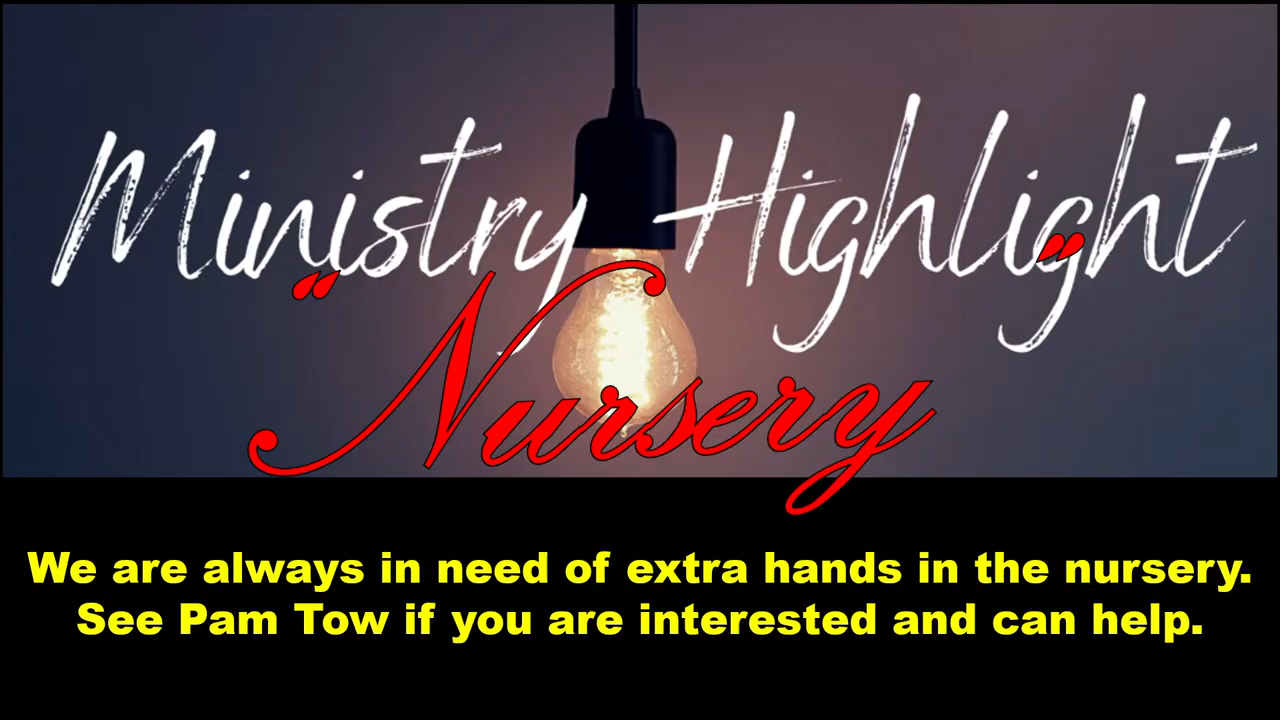 Ministry Highlight
“Nursery”
We are always in need of extra hands in the nursery.
See Pam Tow if you are interested and can help.